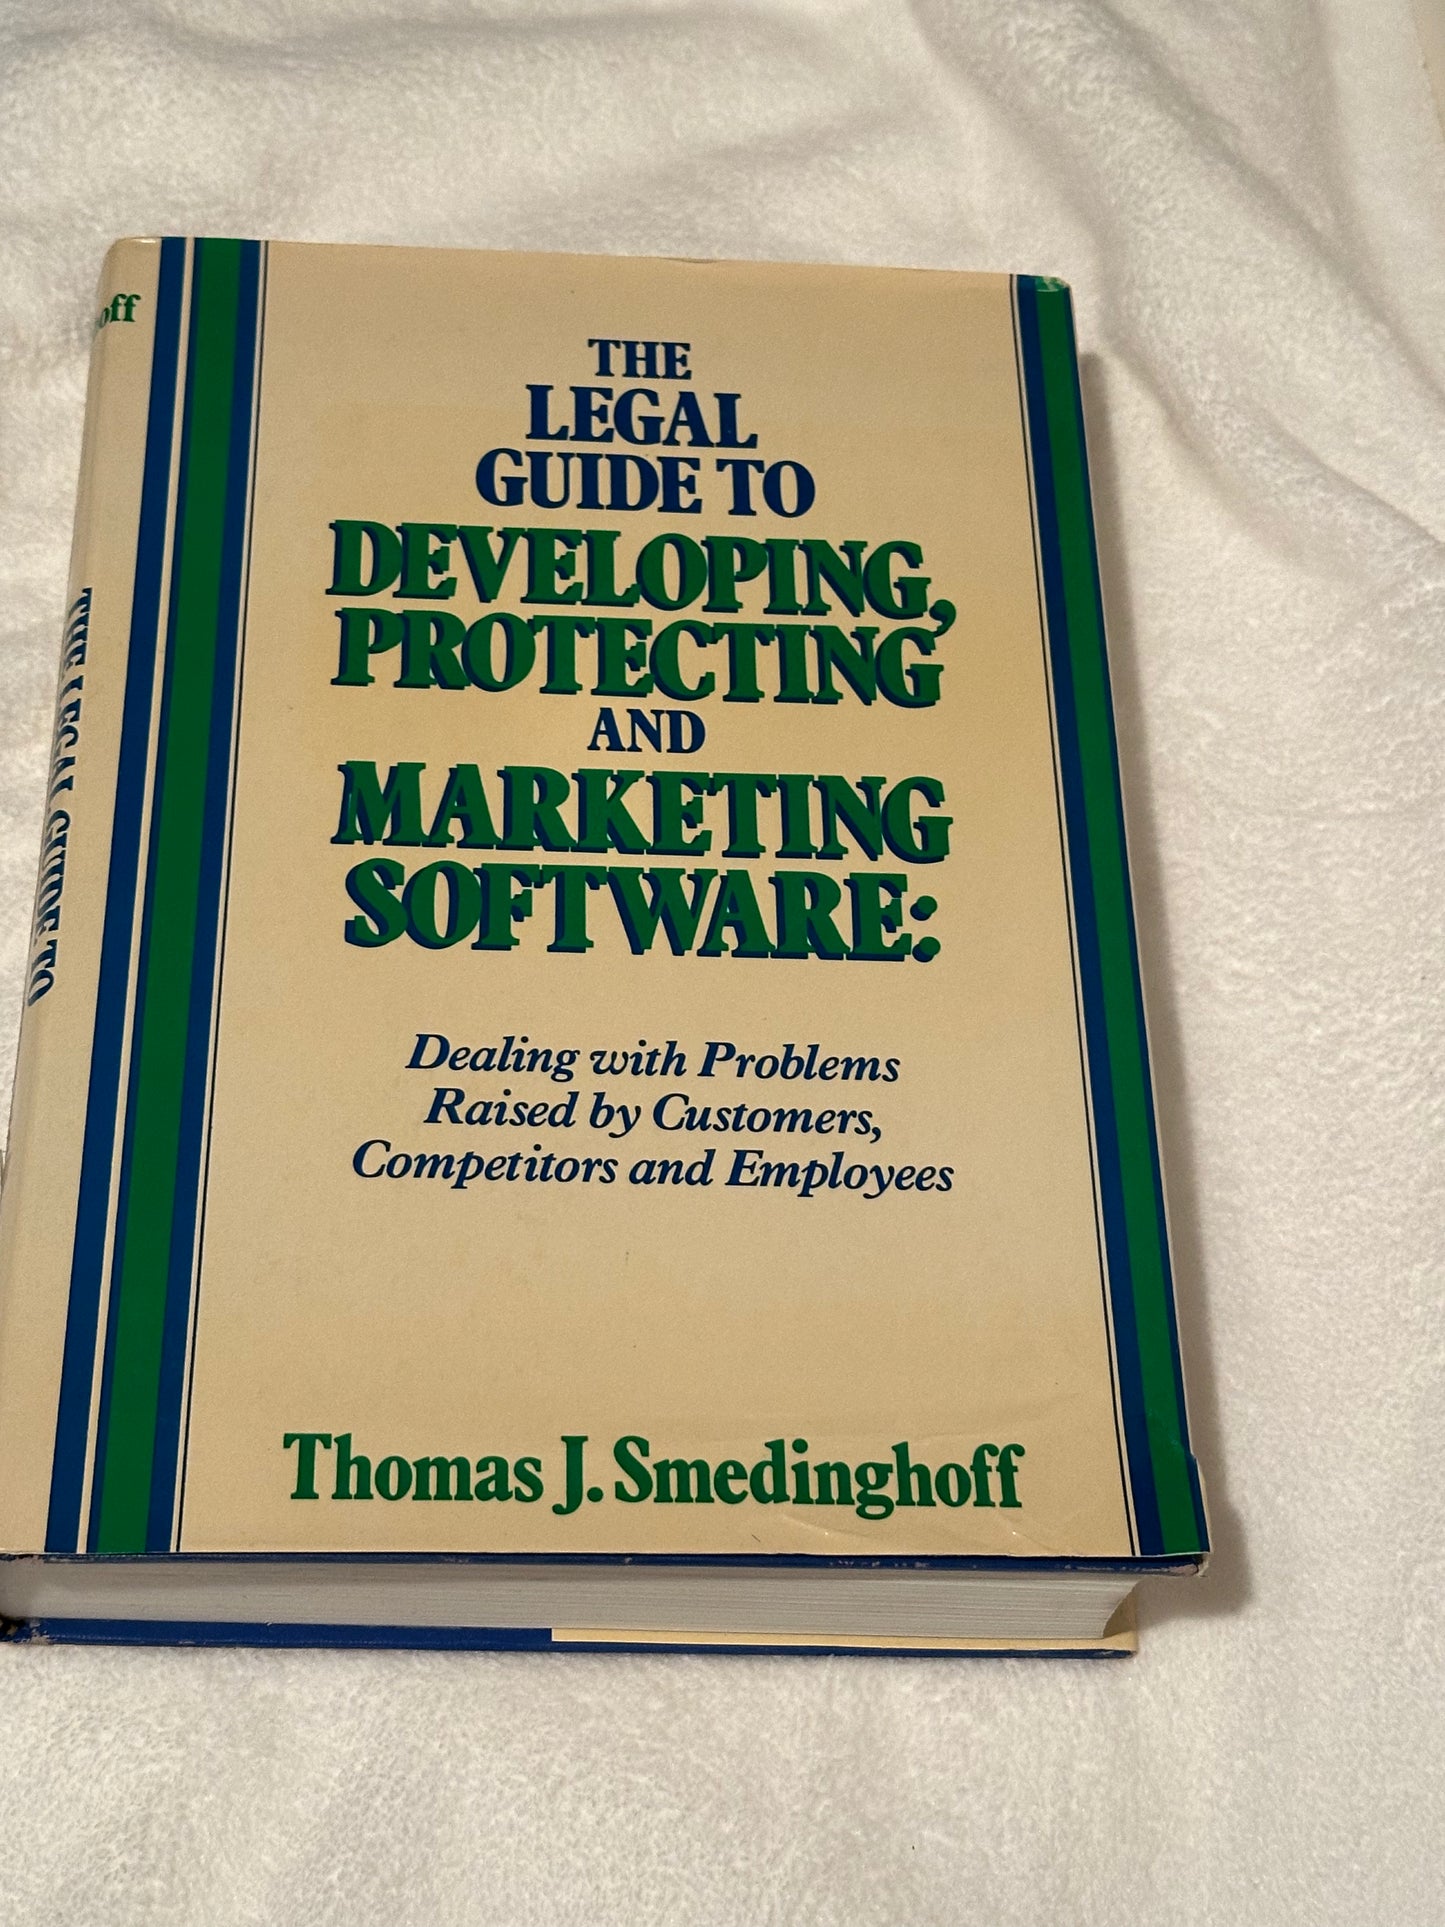 THE
LEGAL
GUIDE TO
DEVELOPING,
PROTECTING
AND
MARKETING
SOFTWARE:
Dealing with Problems
Raised by Customers,
Competitors and Employees
Thomas J. Smedinghoff
THE LEGAL GUIDE TO